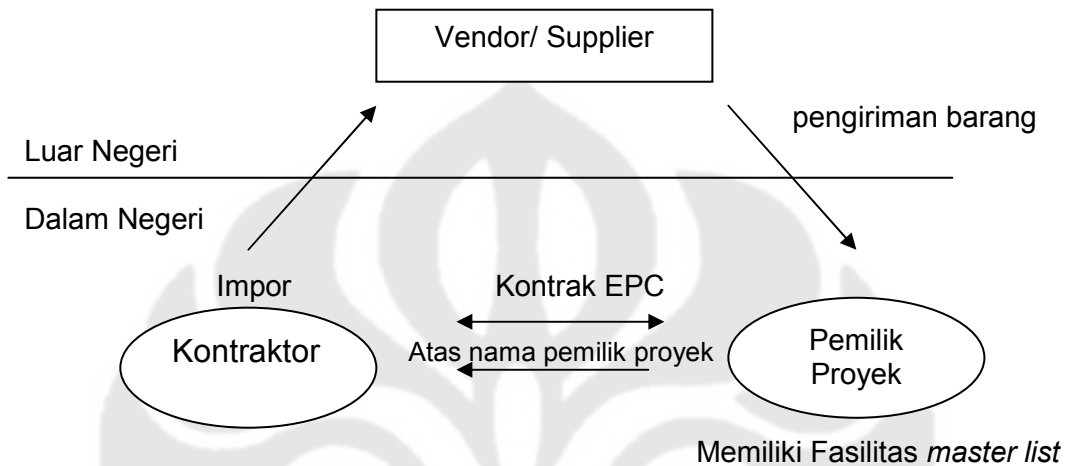 Vendor/ Supplier
pengiriman barang
Luar Negeri
Dalam Negeri
Impor
Kontrak EPC
Kontraktor
Atas nama pemilik proyek
Pemilik
Proyek
Memiliki Fasilitas master list